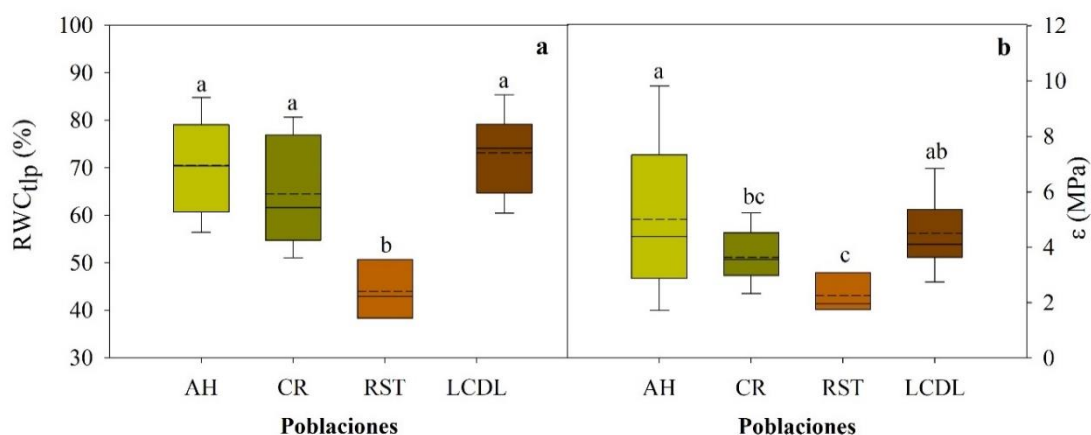 a
b
RWCtlp (%)
100
90
80
70
60
50
40
30
a
a
b
a
AH
CR
RST
LCDL
Poblaciones
a
bc
c
ab
AH
CR
RST
LCDL
Poblaciones
12
10
8
6
4
2
0
ε (MPa)